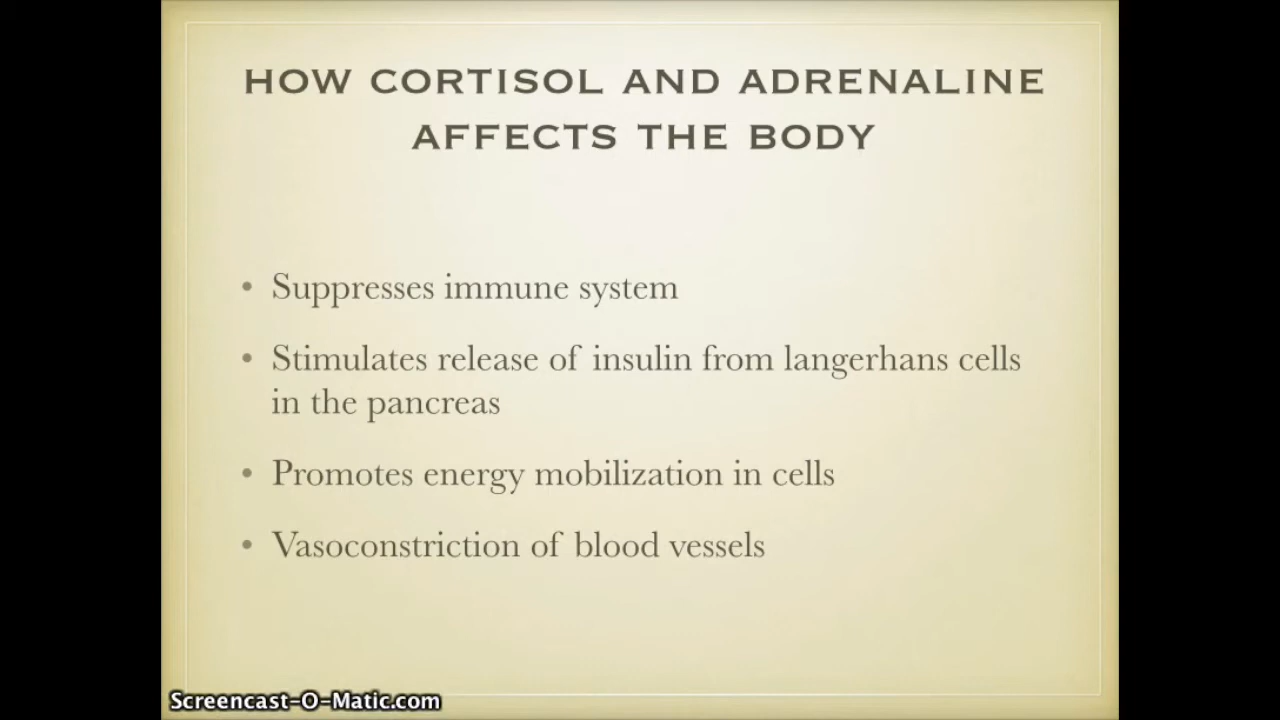 HOW CORTISOL AND ADRENALINE
AFFECTS THE BODY
• Suppresses immune system
• Stimulates release of insulin from langerhans cells
in the pancreas
• Promotes energy mobilization in cells
• Vasoconstriction of blood vessels
Screencast-O-Matic.com